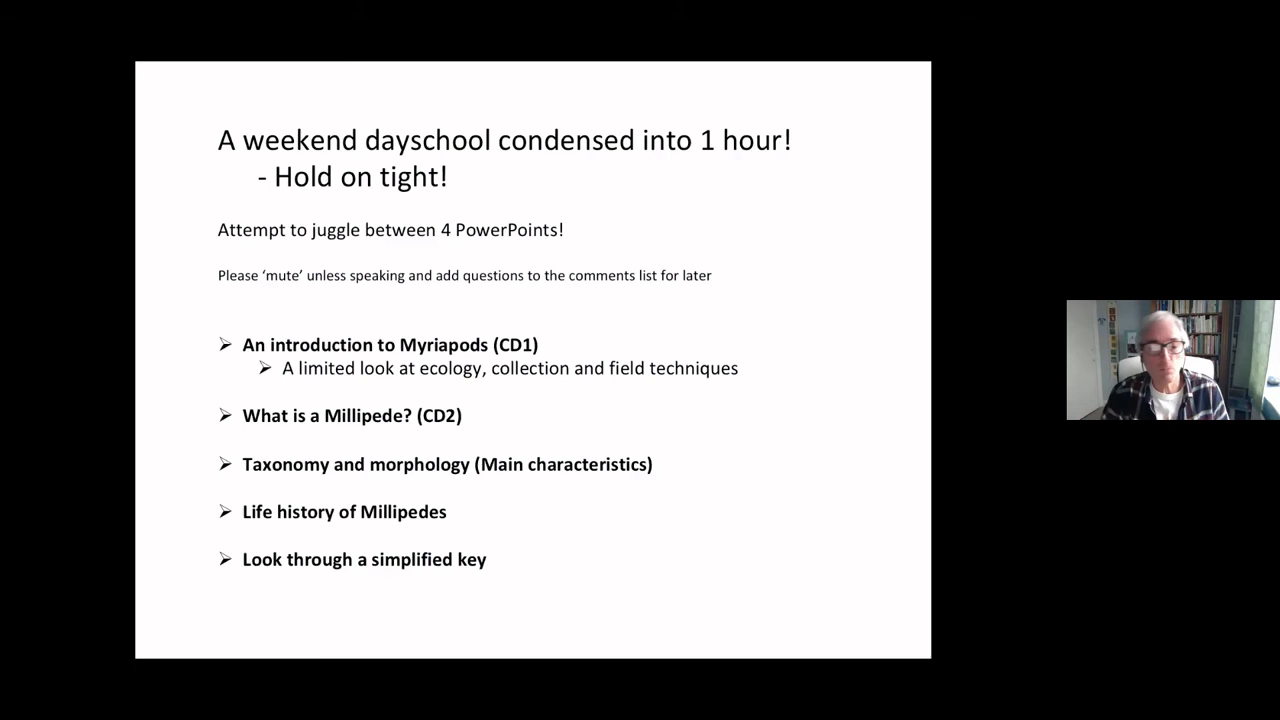 A weekend dayschool condensed into 1 hour!
- Hold on tight!
Attempt to juggle between 4 PowerPoints!
Please ‘mute’ unless speaking and add questions to the comments list for later
➢ An introduction to Myriapods (CD1)
➢ A limited look at ecology, collection and field techniques
➢ What is a Millipede? (CD2)
➢ Taxonomy and morphology (Main characteristics)
➢ Life history of Millipedes
➢ Look through a simplified key